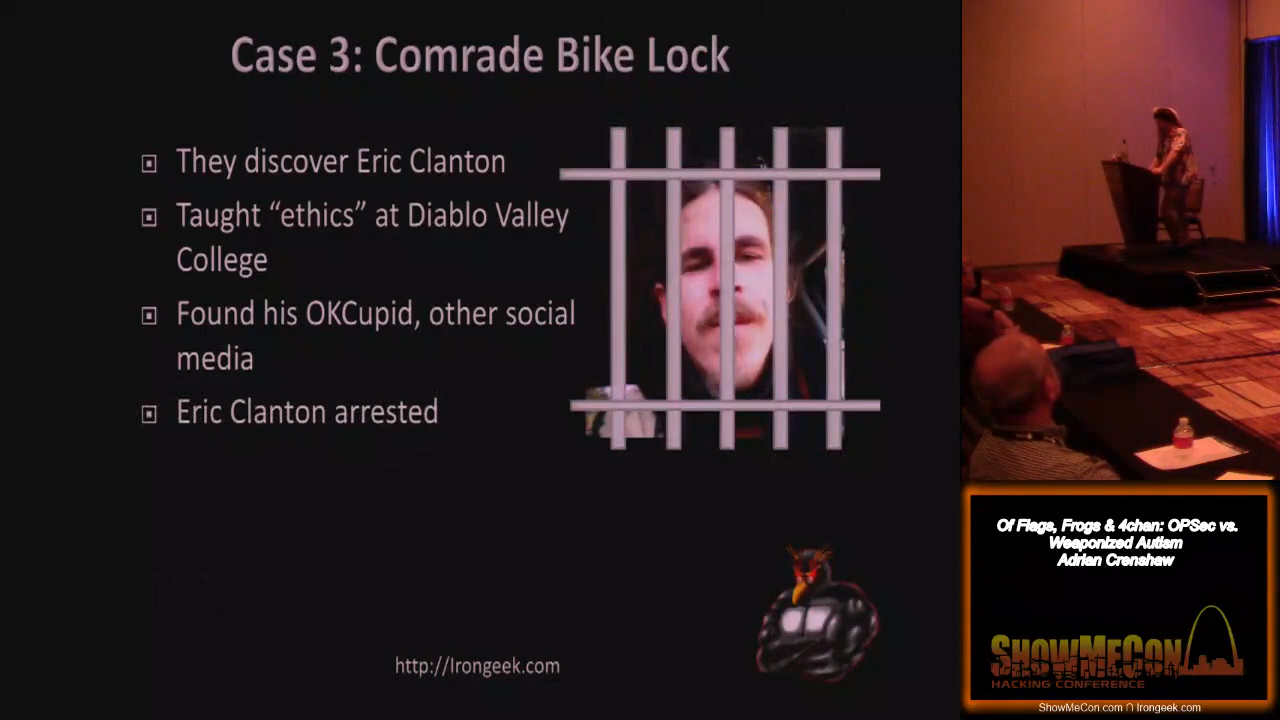 Case 3: Comrade Bike Lock
They discover Eric Clanton
Taught “ethics” at Diablo Valley
College
Found his OKCupid, other social
media
Eric Clanton arrested
http://Irongeek.com
Of Flags, Frogs & 4chan: OPSec vs.
Weaponized Autism
Adrian Crenshaw
ShowMeCon
HACKING CONFERENCE
ShowMeCon.com ∩ Irongeek.com